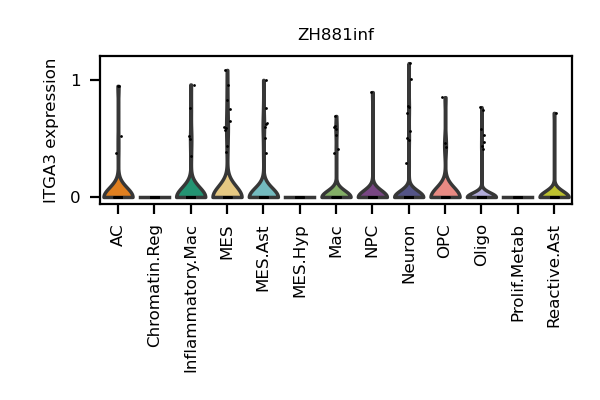 ZH881inf
ITGA3 expression
1
0
AC
Chromatin.Reg
Inflammatory.Mac
MES
MES.Ast
MES.Hyp
Mac
NPC
Neuron
OPC
Oligo
Prolif.Metab
Reactive.Ast